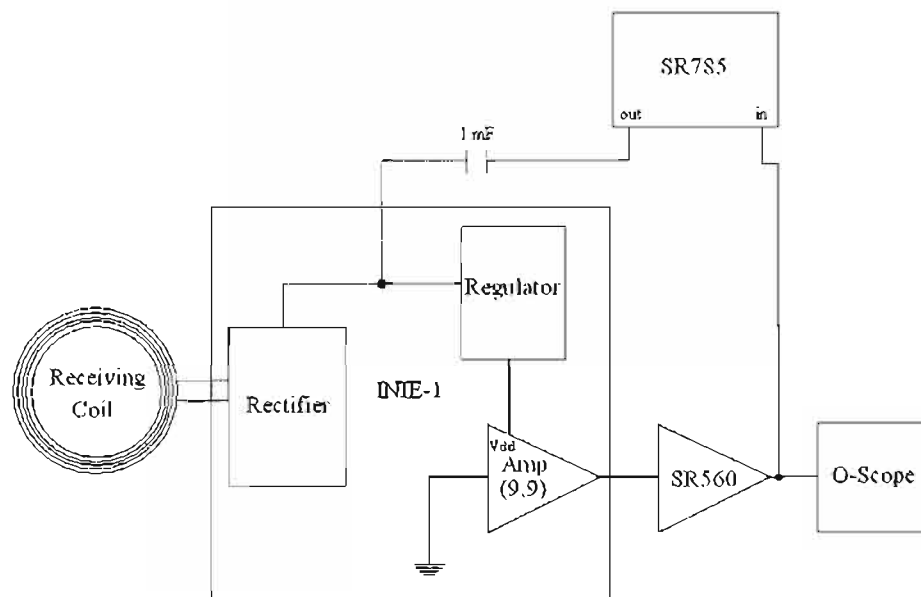 SR785
out
in
1 mF
Regulator
Receiving
Coil
Rectifier
INIE-1
Vdd
Amp
(9,9)
SR560
O-Scope